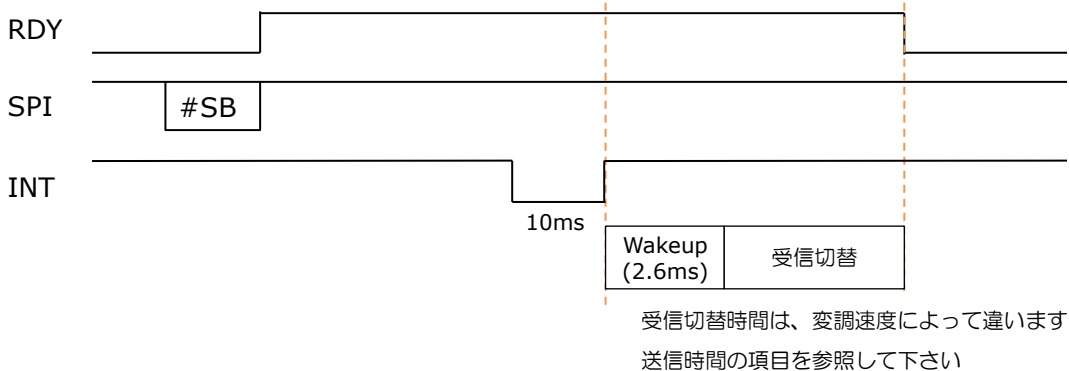 RDY
SPI
#SB
INT
10ms
Wakeup
(2.6ms)
受信切替
受信切替時間は、変調速度によって違います
送信時間の項目を参照して下さい